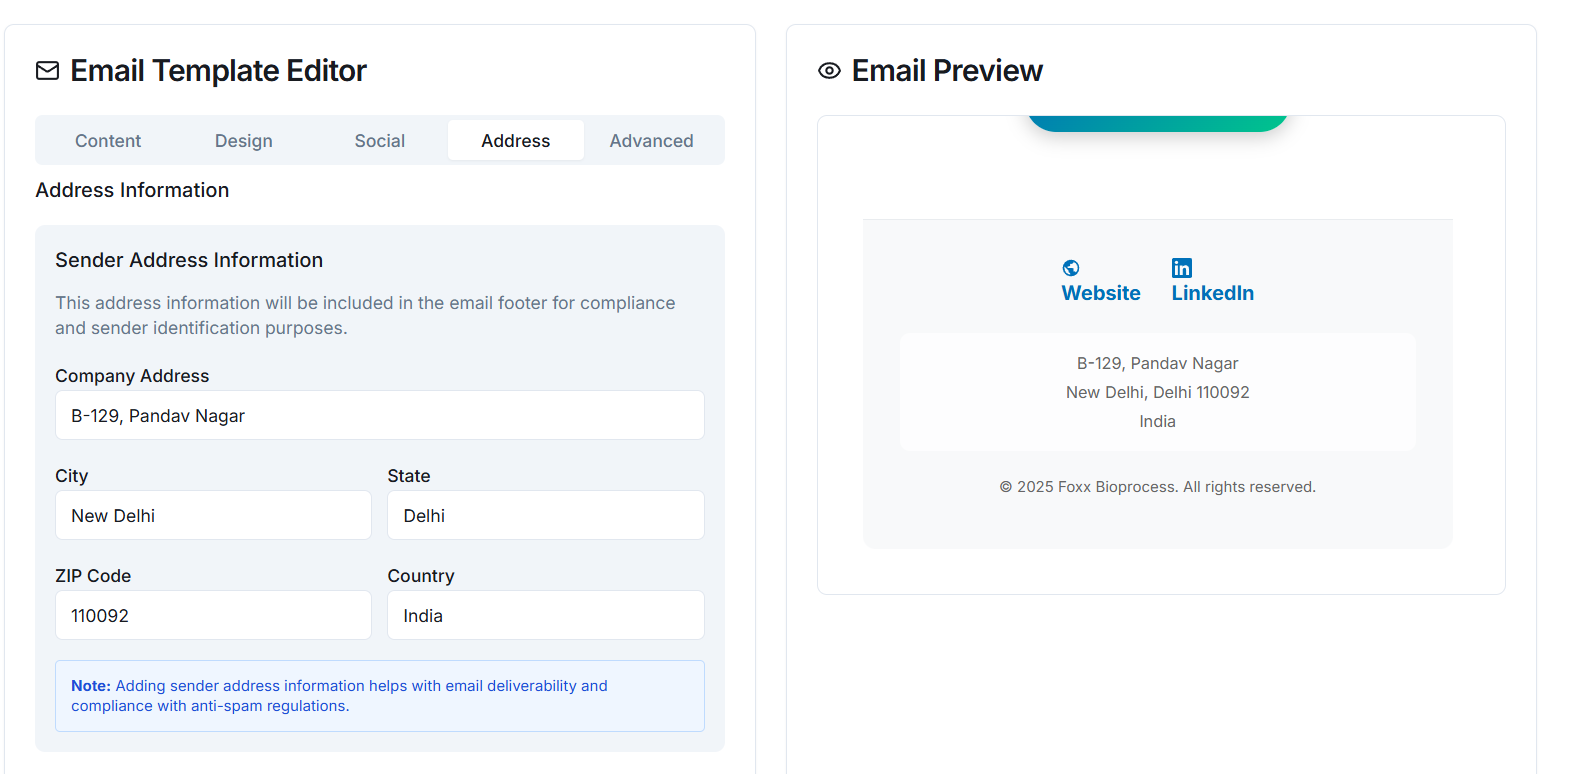 Email Template Editor
Content
Design
Social
Address
Advanced
Address Information
Sender Address Information
This address information will be included in the email footer for compliance
and sender identification purposes.
Company Address
B-129, Pandav Nagar
City
State
New Delhi
Delhi
ZIP Code
Country
110092
India
Note: Adding sender address information helps with email deliverability and
compliance with anti-spam regulations.
Email Preview
Website
LinkedIn
B-129, Pandav Nagar
New Delhi, Delhi 110092
India
© 2025 Foxx Bioprocess. All rights reserved.